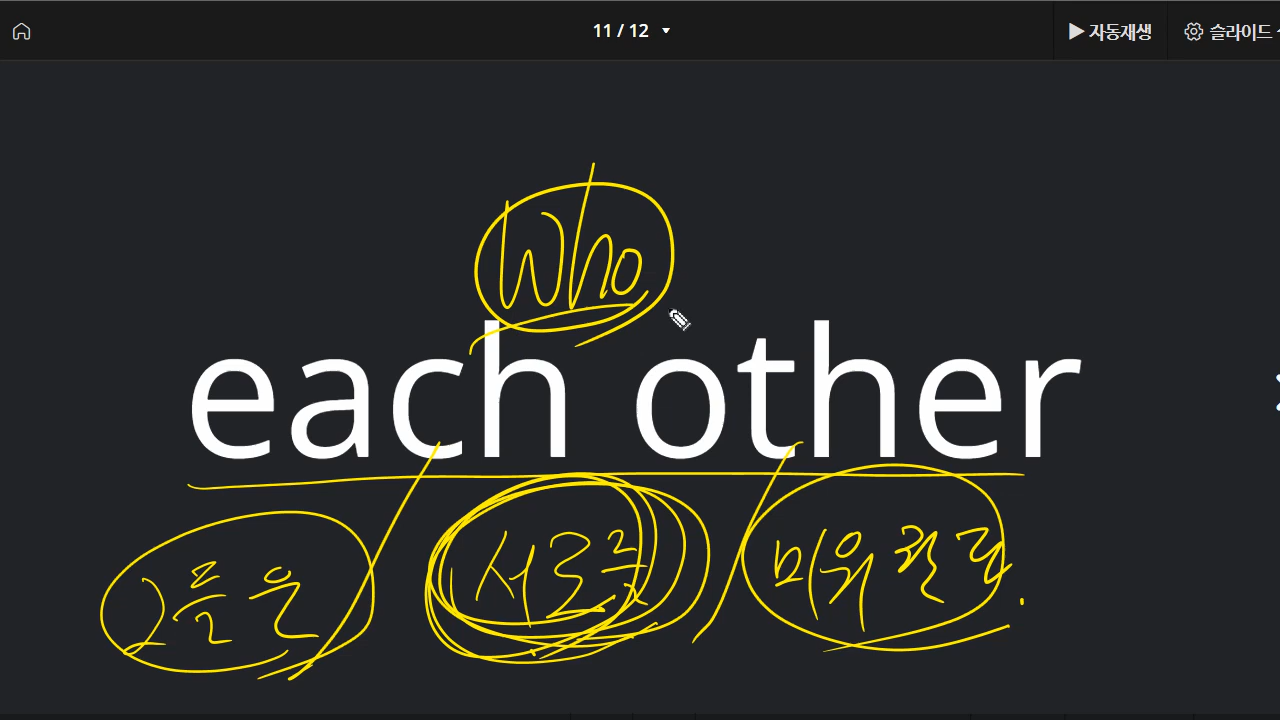 11 / 12
자동재생
슬라이드
Who
each other
그들은 서로를 미워한다.